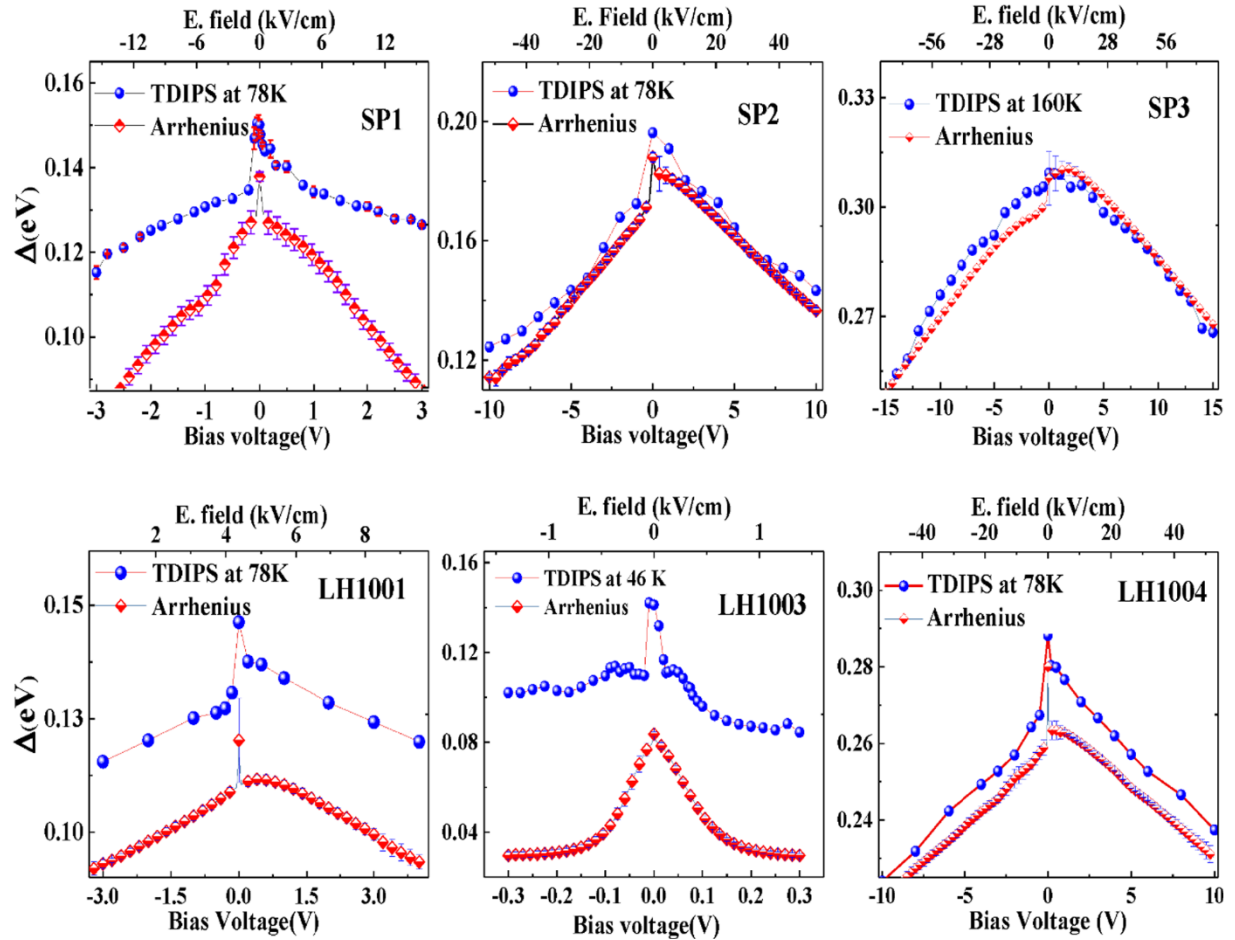 E. field (kV/cm)
-12 -6 0 6 12
0.16
0.14
0.12
0.10
Δ(eV)
TDIPS at 78K
Arrhenius
SP1
-3 -2 -1 0 1 2 3
Bias voltage(V)
E. Field (kV/cm)
-40 -20 0 20 40
0.20
0.16
0.12
TDIPS at 78K
Arrhenius
SP2
-10 -5 0 5 10
Bias voltage(V)
E. field (kV/cm)
-56 -28 0 28 56
0.33
0.30
0.27
TDIPS at 160K
Arrhenius
SP3
-15 -10 -5 0 5 10 15
Bias voltage(V)
E. field (kV/cm)
2 4 6 8
0.15
0.13
0.10
Δ(eV)
TDIPS at 78K
Arrhenius
LH1001
-3.0 -1.5 0.0 1.5 3.0
Bias Voltage(V)
E. field (kV/cm)
-1 0 1
0.16
0.12
0.08
0.04
TDIPS at 46 K
Arrhenius
LH1003
-0.3 -0.2 -0.1 0.0 0.1 0.2 0.3
Bias Voltage(V)
E. field (kV/cm)
-40 -20 0 20 40
0.30
0.28
0.26
0.24
TDIPS at 78K
Arrhenius
LH1004
-10 -5 0 5 10
Bias Voltage (V)